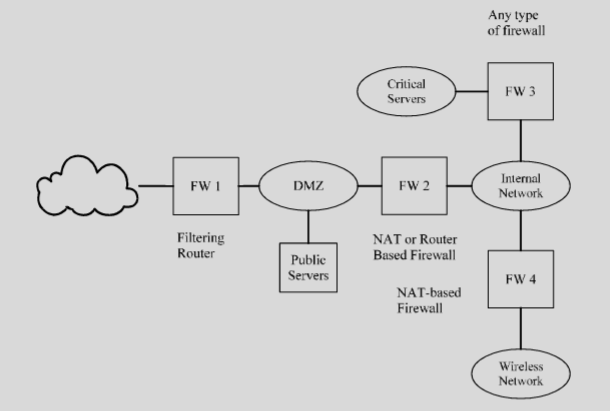 Any type
of firewall
Critical
Servers
FW 3
FW 1
DMZ
FW 2
Internal
Network
Filtering
Router
Public
Servers
NAT or Router
Based Firewall
NAT-based
Firewall
FW 4
Wireless
Network